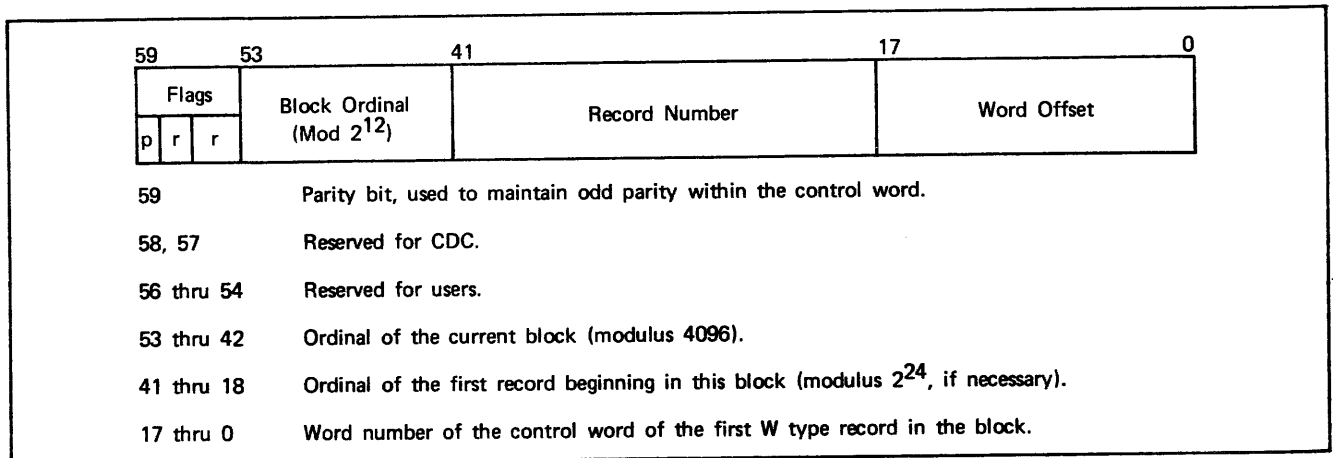 59 53 41 17 0
Flags
Block Ordinal
(Mod 2^12)
Record Number
Word Offset
p r r
59 Parity bit, used to maintain odd parity within the control word.
58, 57 Reserved for CDC.
56 thru 54 Reserved for users.
53 thru 42 Ordinal of the current block (modulus 4096).
41 thru 18 Ordinal of the first record beginning in this block (modulus 2^24, if necessary).
17 thru 0 Word number of the control word of the first W type record in the block.